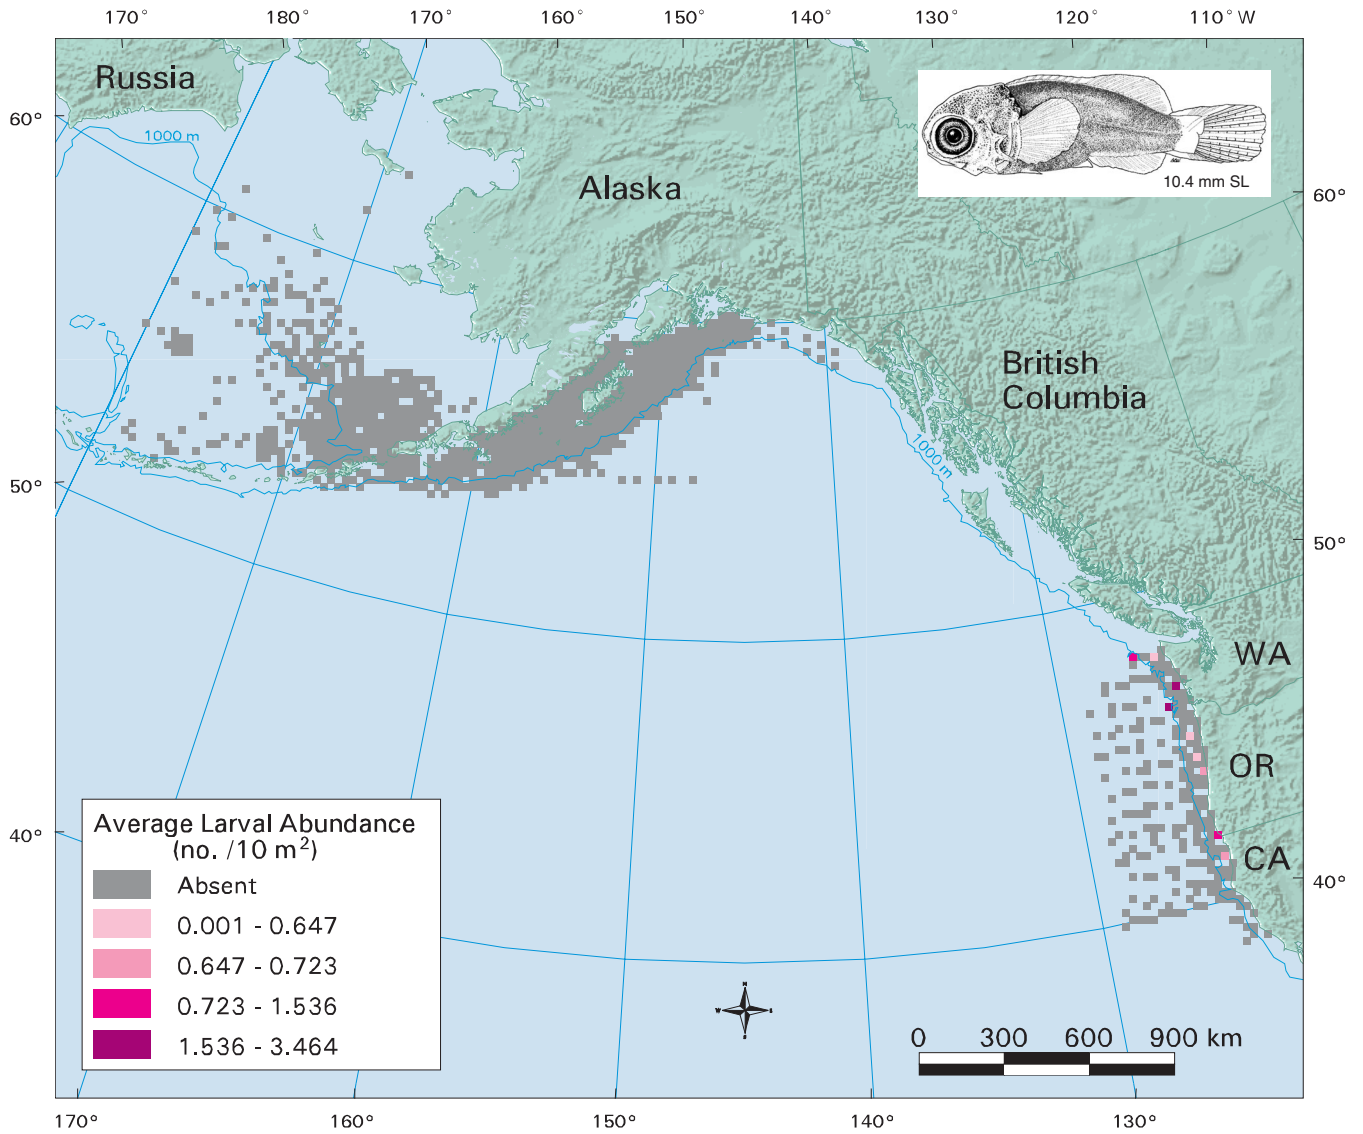 170° 180° 170° 160° 150° 140° 130° 120° 110° W
Russia
1000 m
60°
Alaska
10.4 mm SL
60°
British
Columbia
1000 m
50°
50°
WA
OR
CA
40°
40°
Average Larval Abundance
(no. /10 m²)
Absent
0.001 - 0.647
0.647 - 0.723
0.723 - 1.536
1.536 - 3.464
N
W
S
0 300 600 900 km
170° 160° 150° 140° 130°